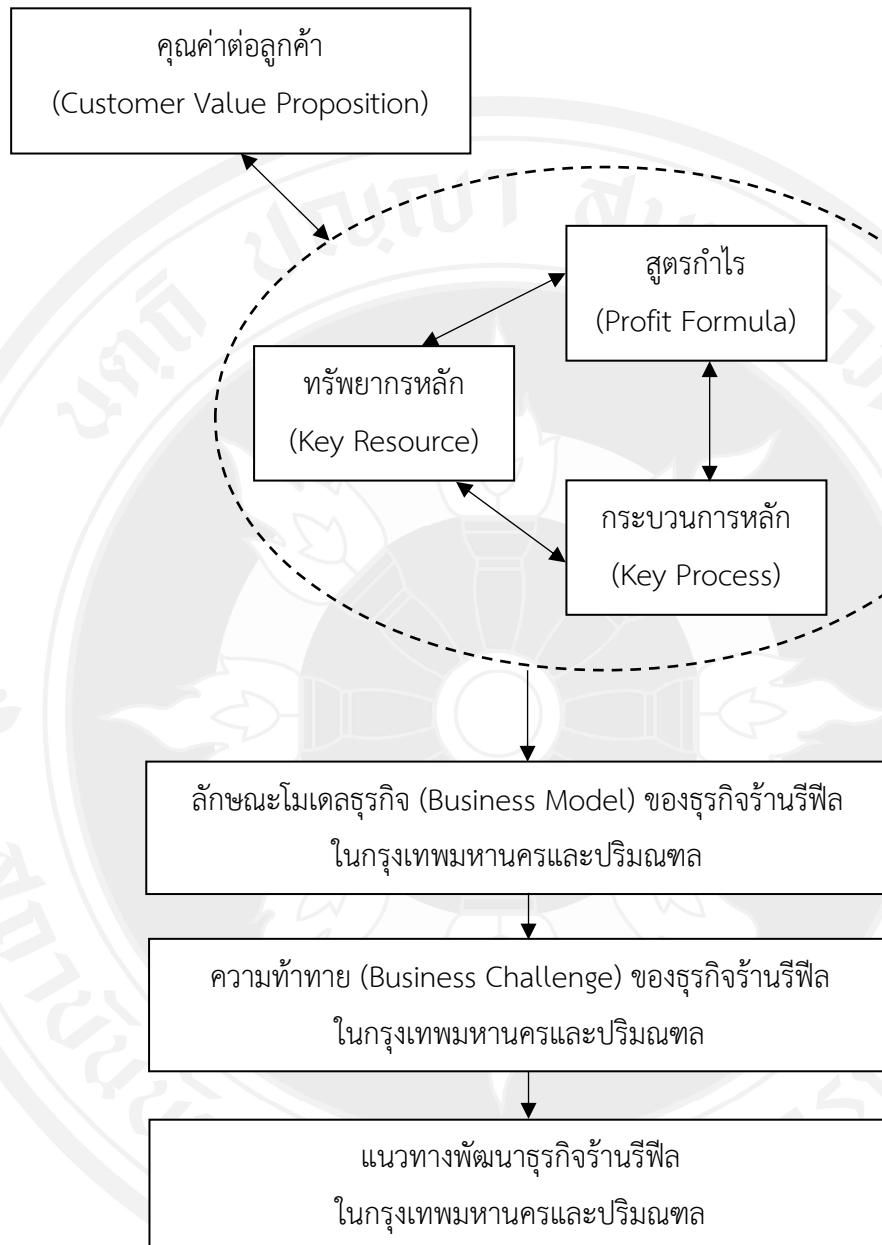 คุณค่าต่อลูกค้า
(Customer Value Proposition)
สูตรกำไร
(Profit Formula)
ทรัพยากรหลัก
(Key Resource)
กระบวนการหลัก
(Key Process)
ลักษณะโมเดลธุรกิจ (Business Model) ของธุรกิจร้านรีฟิล
ในกรุงเทพมหานครและปริมณฑล
ความท้าทาย (Business Challenge) ของธุรกิจร้านรีฟิล
ในกรุงเทพมหานครและปริมณฑล
แนวทางพัฒนาธุรกิจร้านรีฟิล
ในกรุงเทพมหานครและปริมณฑล